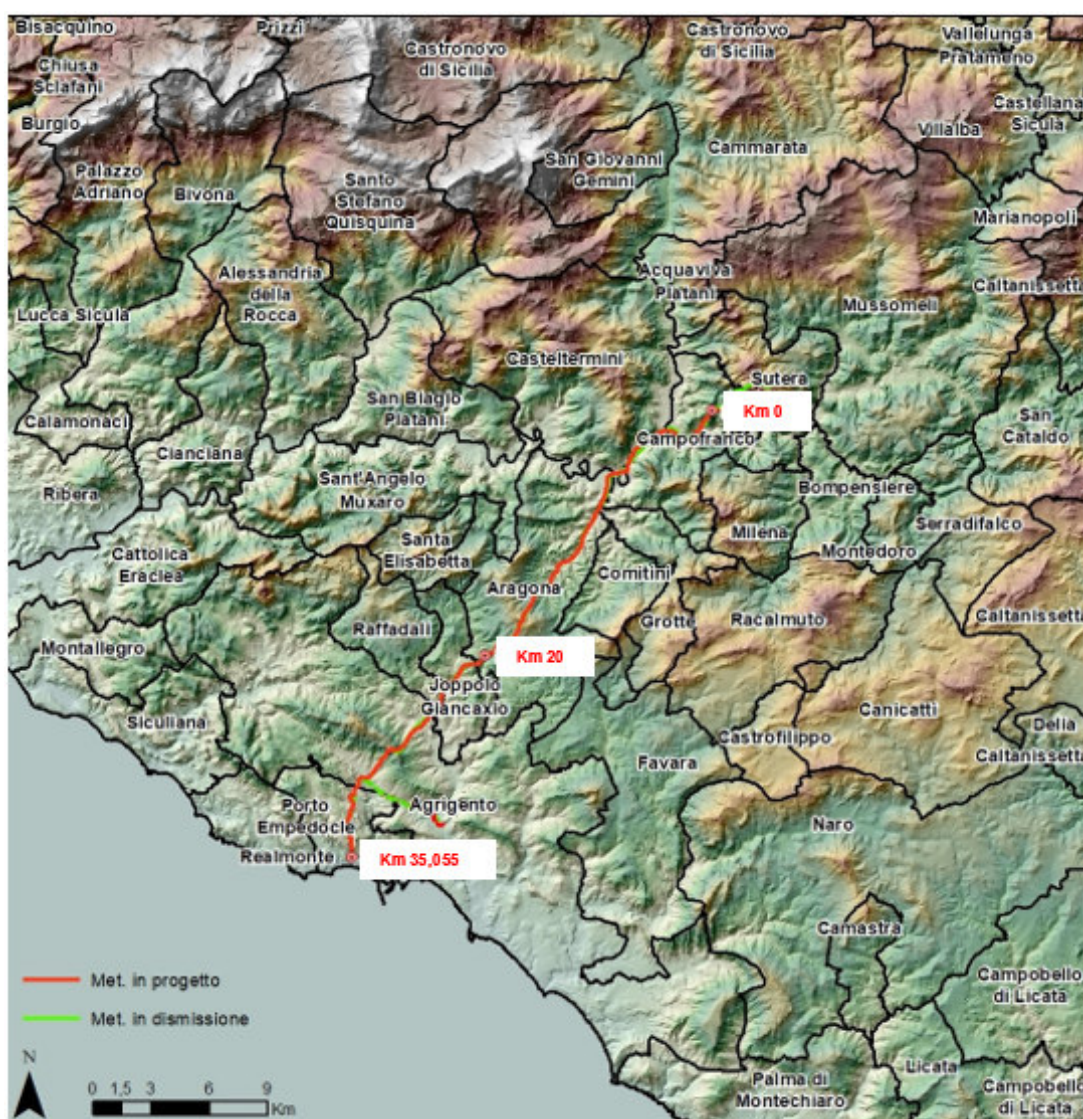 Bisacquino
Prizzi
Castronovo
di Sicilia
Castronovo
di Sicilia
Vallelunga
Pratameno
Chiusa
Sclafani
Castellana
Sicula
Burgio
Villalba
Cammarata
San Giovanni
Gemini
Palazzo
Adriano
Bivona
Santo
Stefano
Quisquina
Marianopoli
Acquaviva
Platani
Alessandria
della
Rocca
Caltanissetta
Lucca Sicula
Mussomeli
Casteltermini
Sutera
San Biagio
Platani
Km 0
Calamonaci
Campofranco
San
Cataldo
Cianciana
Sant'Angelo
Muxaro
Ribera
Bompensiere
Serradifalco
Milena
Santa
Elisabetta
Montedoro
Cattolica
Eraclea
Comitini
Aragona
Grotte
Racalmuto
Caltanissetta
Raffadali
Montallegro
Km 20
Joppolo
Giancaxio
Siculiana
Canicatti
Castrofilippo
Delia
Caltanissetta
Favara
Porto
Empedocle
Agrigento
Naro
Realmonte
Km 35,055
Camastra
Met. in progetto
Campobello
di Licata
Met. in dismissione
N
Licata
0 1,5 3 6 9
Km
Palma di
Montechiaro
Campobello
di Licata